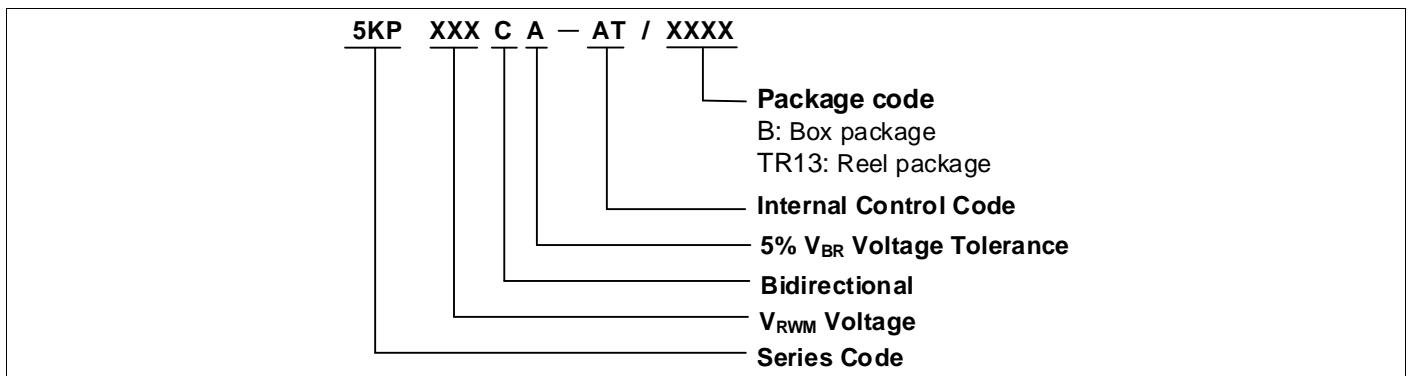 5KP XXX C A — AT / XXXX
Package code
B: Box package
TR13: Reel package
Internal Control Code
5% VBR Voltage Tolerance
Bidirectional
VRWM Voltage
Series Code